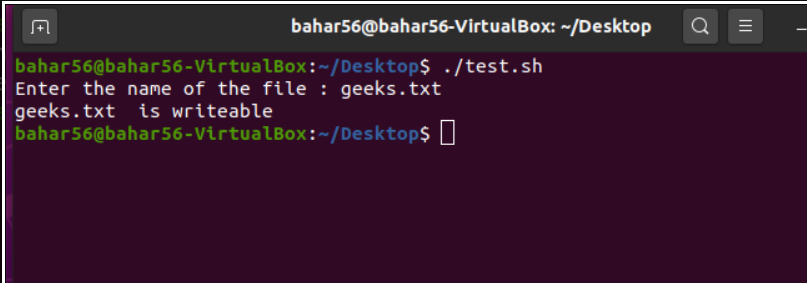 bahar56@bahar56-VirtualBox: ~/Desktop
bahar56@bahar56-VirtualBox:~/Desktop$ ./test.sh
Enter the name of the file : geeks.txt
geeks.txt  is writeable
bahar56@bahar56-VirtualBox:~/Desktop$